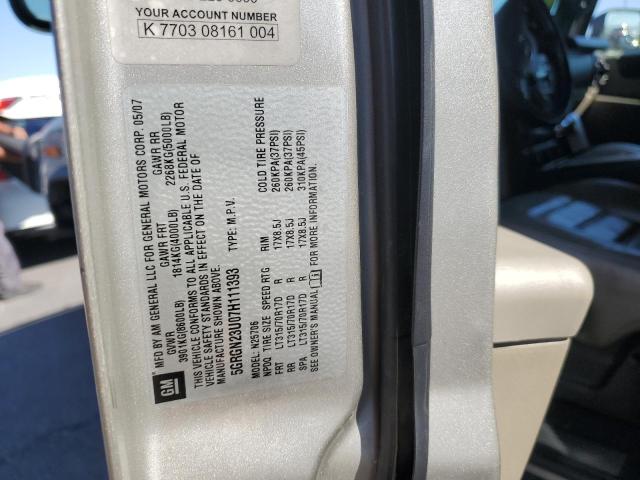 YOUR ACCOUNT NUMBER
K 7703 08161 004
GM
MFD BY AM GENERAL LLC FOR GENERAL MOTORS CORP. 05/07
GVWR GAWR FRT GAWR RR
3901KG(8600LB) 1814KG(4000LB) 2268KG(5000LB)
THIS VEHICLE CONFORMS TO ALL APPLICABLE U.S. FEDERAL MOTOR
VEHICLE SAFETY STANDARDS IN EFFECT ON THE DATE OF
MANUFACTURE SHOWN ABOVE.
5GRGN23U07H111393 TYPE: M.P.V.
MODEL: N25706
NPDQ TIRE SIZE SPEED RTG RIM COLD TIRE PRESSURE
FRT LT315/70R17D R 17X8.5J 260KPA(37PSI)
RR LT315/70R17D R 17X8.5J 260KPA(37PSI)
SPA LT315/70R17D R 17X8.5J 310KPA(45PSI)
SEE OWNER'S MANUAL FOR MORE INFORMATION.